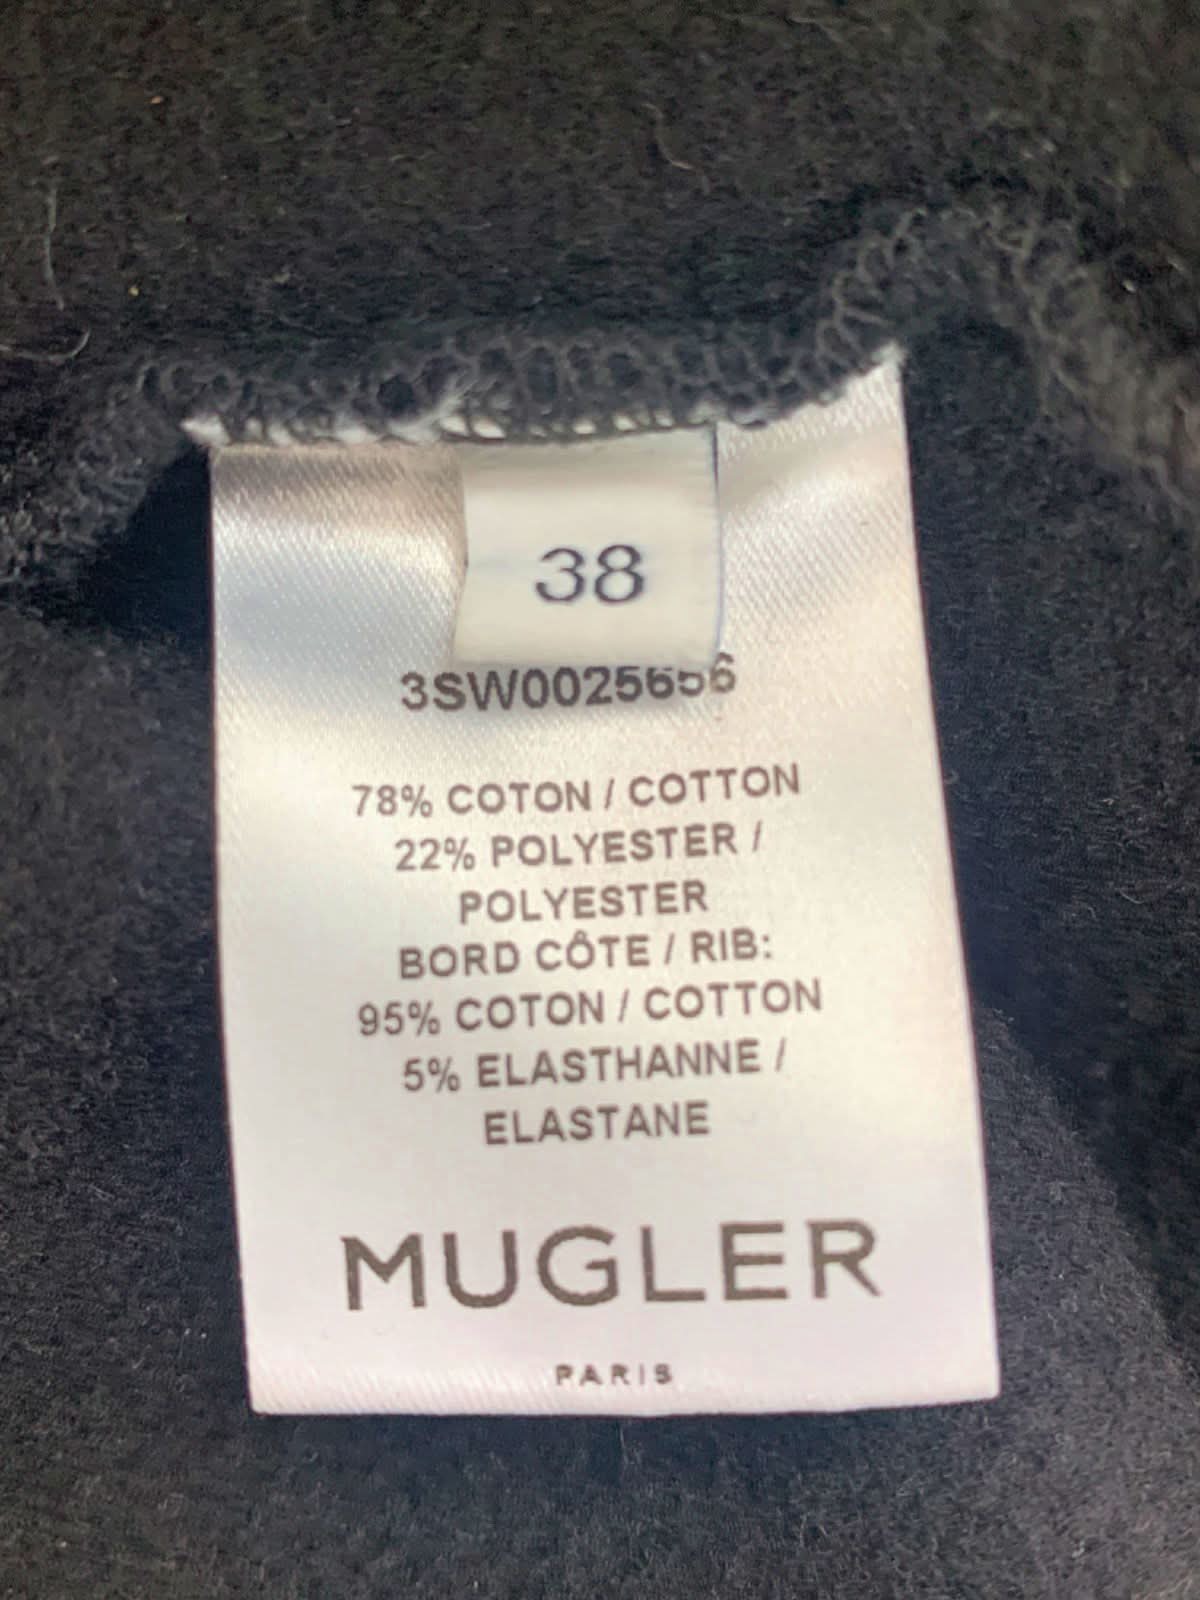 38
3SW0025656
78% COTON / COTTON
22% POLYESTER /
POLYESTER
BORD CÔTE / RIB:
95% COTON / COTTON
5% ELASTHANNE /
ELASTANE
MUGLER
PARIS